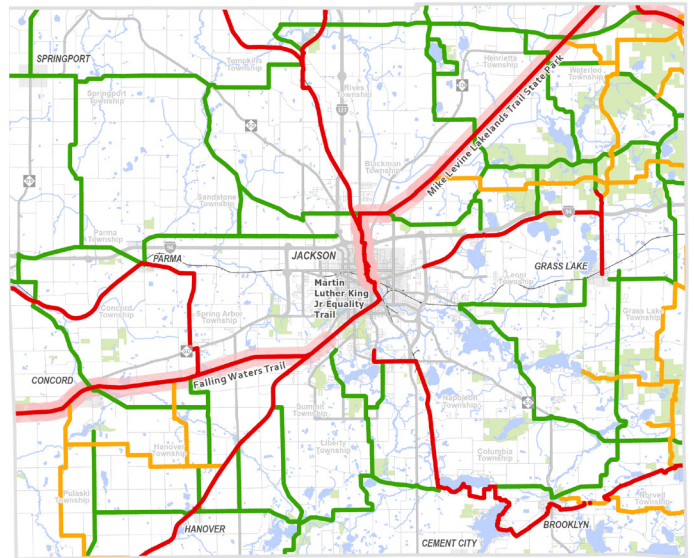 SPRINGPORT
Springport
Township
Tompkins
Township
Rives
Township
Henrietta
Township
Waterloo
Township
127
Blackman
Township
Mike Levine Lakelands Trail State Park
Sandstone
Township
Parma
Township
94
PARMA
JACKSON
94
GRASS LAKE
Leoni
Township
Martin
Luther King
Jr Equality
Trail
Concord
Township
Spring Arbor
Township
Grass Lake
Township
CONCORD
Falling Waters Trail
Summit
Township
Napoleon
Township
Hanover
Township
Liberty
Township
Columbia
Township
Pulaski
Township
Norvell
Township
HANOVER
CEMENT CITY
BROOKLYN